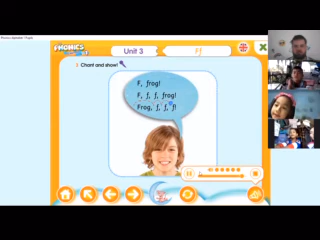 PHONICS
Unit 3
Ff
1 Chant and show!
F, frog!
F, f, f, frog!
Frog, f, f, f!